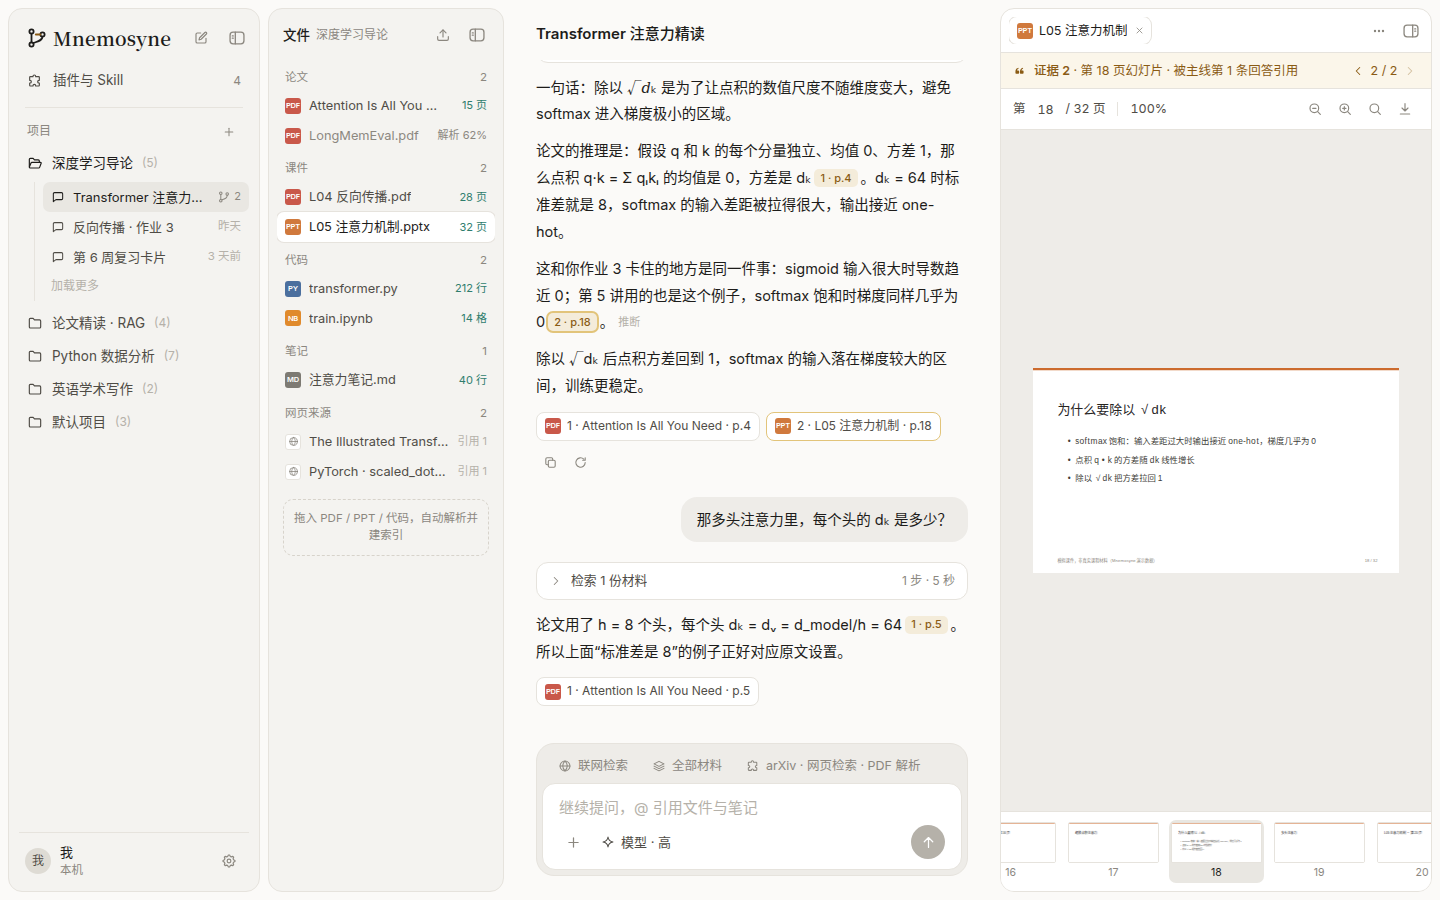 Mnemosyne
插件与 Skill 4
项目
深度学习导论 (5)
Transformer 注意力... 2
反向传播 · 作业 3 昨天
第 6 周复习卡片 3 天前
加载更多
论文精读 · RAG (4)
Python 数据分析 (7)
英语学术写作 (2)
默认项目 (3)
我 我
本机
文件 深度学习导论
论文 2
PDF Attention Is All You ... 15 页
PDF LongMemEval.pdf 解析 62%
课件 2
PDF L04 反向传播.pdf 28 页
PPT L05 注意力机制.pptx 32 页
代码 2
PY transformer.py 212 行
NB train.ipynb 14 格
笔记 1
MD 注意力笔记.md 40 行
网页来源 2
The Illustrated Transf... 引用 1
PyTorch · scaled_dot... 引用 1
拖入 PDF / PPT / 代码，自动解析并
建索引
Transformer 注意力精读
一句话：除以 √dₖ 是为了让点积的数值尺度不随维度变大，避免
softmax 进入梯度极小的区域。
论文的推理是：假设 q 和 k 的每个分量独立、均值 0、方差 1，那
么点积 q·k = Σ qᵢkᵢ 的均值是 0，方差是 dₖ 1 · p.4 。dₖ = 64 时标
准差就是 8，softmax 的输入差距被拉得很大，输出接近 one-
hot。
这和你作业 3 卡住的地方是同一件事：sigmoid 输入很大时导数趋
近 0；第 5 讲用的也是这个例子，softmax 饱和时梯度同样几乎为
0 2 · p.18 。 推断
除以 √dₖ 后点积方差回到 1，softmax 的输入落在梯度较大的区
间，训练更稳定。
PDF 1 · Attention Is All You Need · p.4 PPT 2 · L05 注意力机制 · p.18
那多头注意力里，每个头的 dₖ 是多少？
检索 1 份材料 1 步 · 5 秒
论文用了 h = 8 个头，每个头 dₖ = dᵥ = d_model/h = 64 1 · p.5 。
所以上面“标准差是 8”的例子正好对应原文设置。
PDF 1 · Attention Is All You Need · p.5
联网检索 全部材料 arXiv · 网页检索 · PDF 解析
继续提问，@ 引用文件与笔记
模型 · 高
PPT L05 注意力机制 ×
证据 2 · 第 18 页幻灯片 · 被主线第 1 条回答引用 2 / 2
第 18 / 32 页 100%
为什么要除以 √dk
• softmax 饱和：输入差距过大时输出接近 one-hot，梯度几乎为 0
• 点积 q • k 的方差随 dk 线性增长
• 除以 √dk 把方差拉回 1
18 / 32
16 17 18 19 20